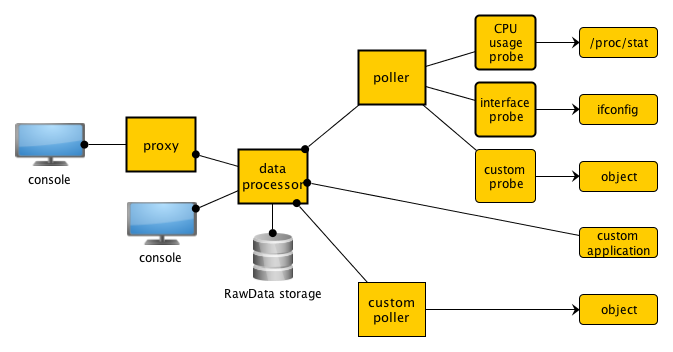 CPU
usage
probe
/proc/stat
poller
interface
probe
ifconfig
proxy
console
data
processor
custom
probe
object
console
custom
application
RawData storage
custom
poller
object